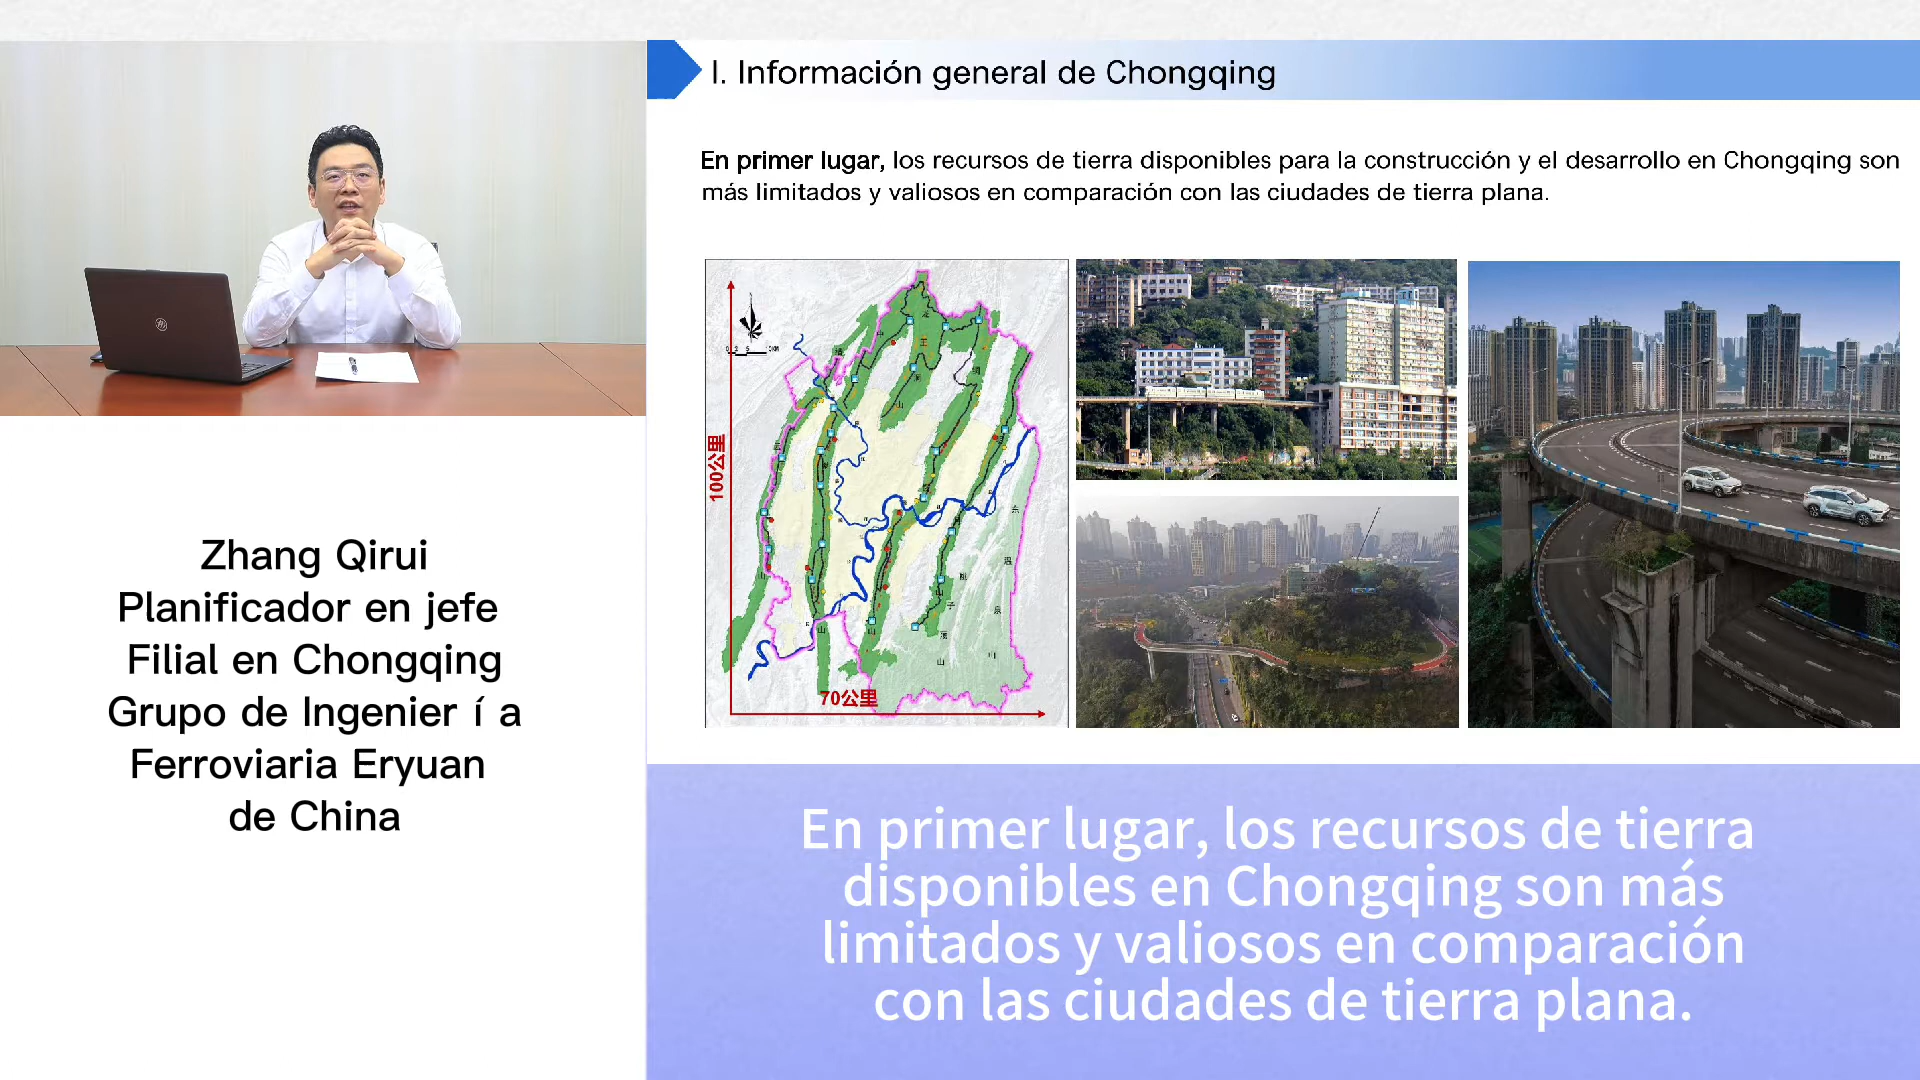 I. Información general de Chongqing
En primer lugar, los recursos de tierra disponibles para la construcción y el desarrollo en Chongqing son
más limitados y valiosos en comparación con las ciudades de tierra plana.
100公里
70公里
Zhang Qirui
Planificador en jefe
Filial en Chongqing
Grupo de Ingenier í a
Ferroviaria Eryuan
de China
En primer lugar, los recursos de tierra
disponibles en Chongqing son más
limitados y valiosos en comparación
con las ciudades de tierra plana.